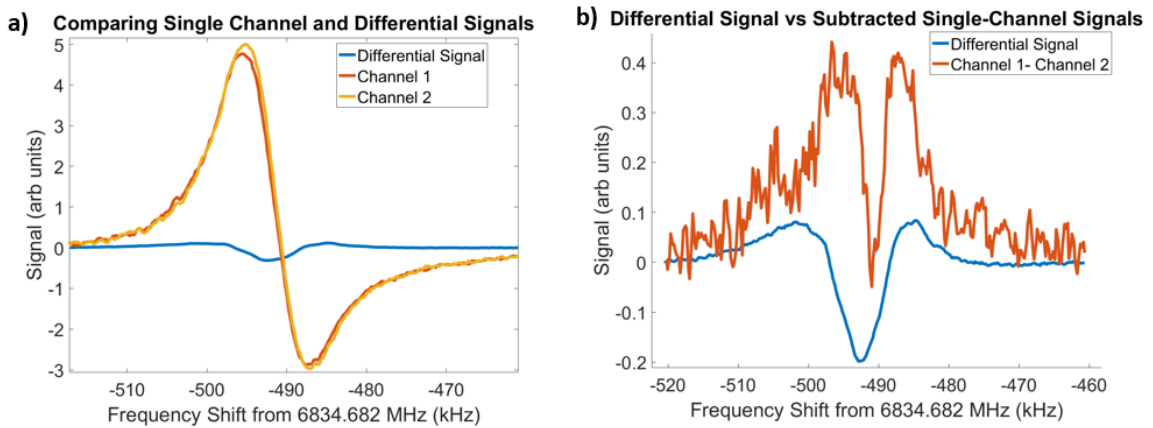 a) Comparing Single Channel and Differential Signals
5
4
3
2
1
0
-1
-2
-3
Signal (arb units)
Differential Signal
Channel 1
Channel 2
-510 -500 -490 -480 -470
Frequency Shift from 6834.682 MHz (kHz)
b) Differential Signal vs Subtracted Single-Channel Signals
0.4
0.3
0.2
0.1
0
-0.1
-0.2
Signal (arb units)
Differential Signal
Channel 1- Channel 2
-520 -510 -500 -490 -480 -470 -460
Frequency Shift from 6834.682 MHz (kHz)